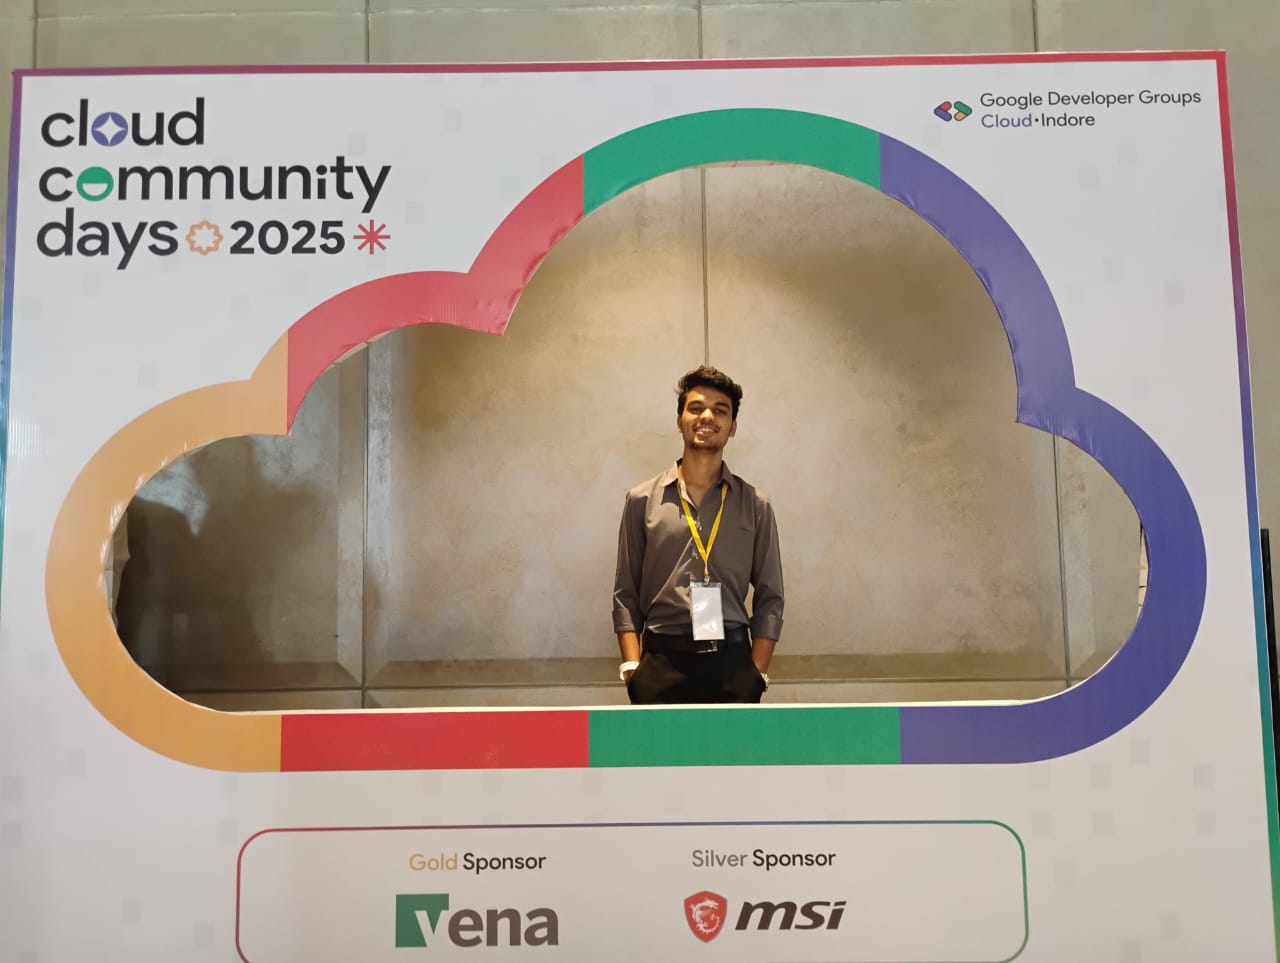 cloud
community
days 2025
Google Developer Groups
Cloud • Indore
Gold Sponsor
Silver Sponsor
vena
msi